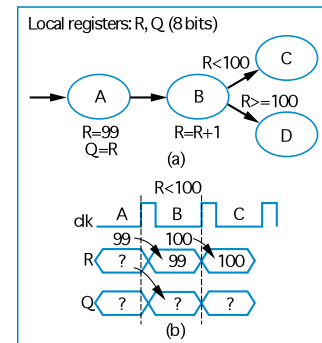 Local registers: R, Q (8 bits)
R<100
C
A
B
R>=100
R=99
Q=R
R=R+1
D
(a)
R<100
clk
A
B
C
99
100
R
?
99
100
Q
?
?
?
(b)